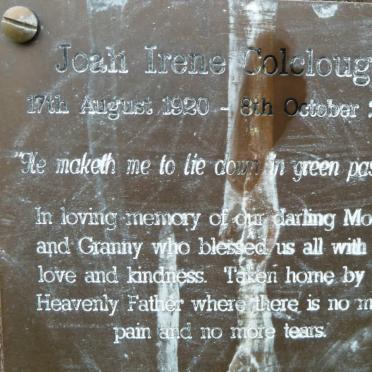 Joan Irene Colcloug
17th August 1920 - 8th October 2
"He maketh me to lie down in green pas
In loving memory of our darling Mo
and Granny who blessed us all with
love and kindness. Taken home by
Heavenly Father where there is no m
pain and no more tears.